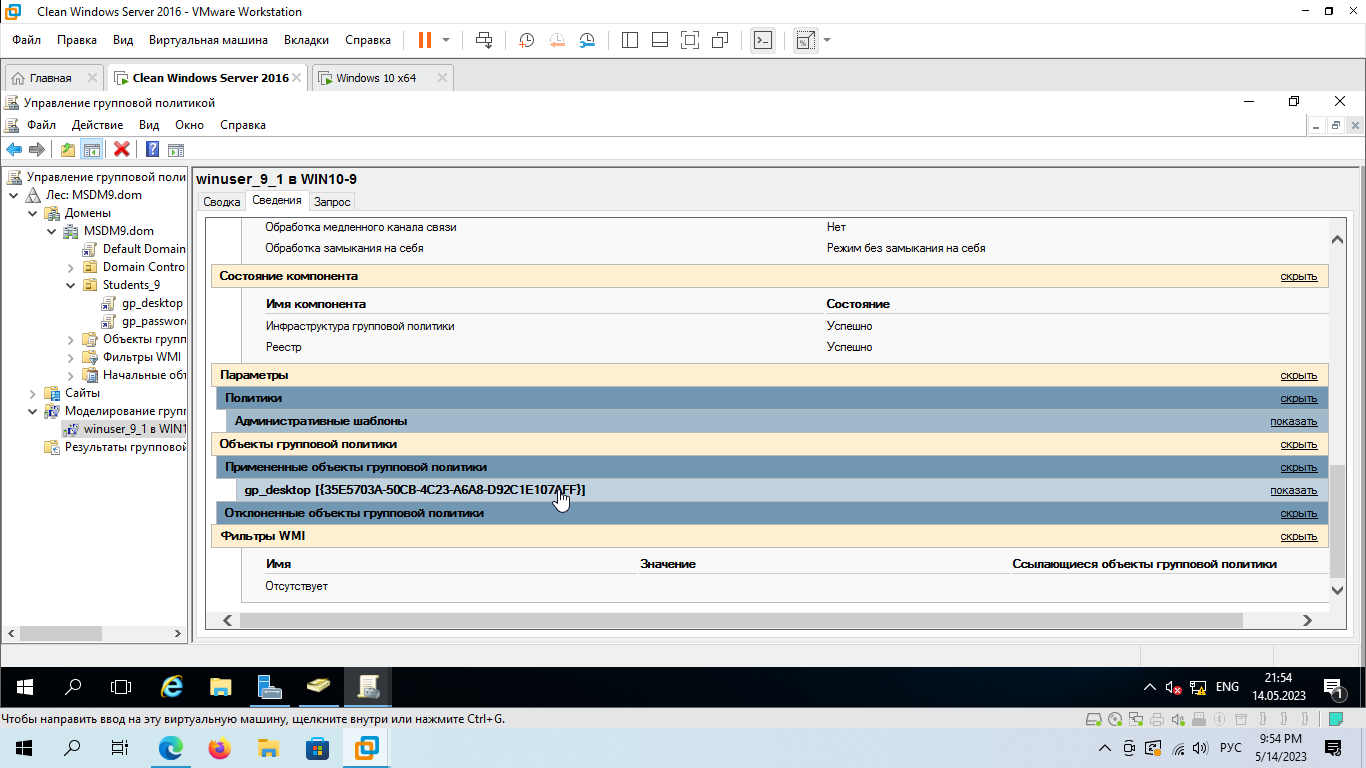 Clean Windows Server 2016 - VMware Workstation
Файл Правка Вид Виртуальная машина Вкладки Справка
Главная Clean Windows Server 2016 Windows 10 x64
Управление групповой политикой
Файл Действие Вид Окно Справка
Управление групповой поли
Лес: MSDM9.dom
Домены
MSDM9.dom
Default Domain
Domain Contro
Students_9
gp_desktop
gp_passwor
Объекты групп
Фильтры WMI
Начальные об
Сайты
Моделирование групп
winuser_9_1 в WIN1
Результаты групповой
winuser_9_1 в WIN10-9
Сводка Сведения Запрос
Обработка медленного канала связи Нет
Обработка замыкания на себя Режим без замыкания на себя
Состояние компонента скрыть
Имя компонента Состояние
Инфраструктура групповой политики Успешно
Реестр Успешно
Параметры скрыть
Политики скрыть
Административные шаблоны показать
Объекты групповой политики скрыть
Примененные объекты групповой политики скрыть
gp_desktop [{35E5703A-50CB-4C23-A6A8-D92C1E107AFF}] показать
Отклоненные объекты групповой политики скрыть
Фильтры WMI скрыть
Имя Значение Ссылающиеся объекты групповой политики
Отсутствует
ENG 21:54
14.05.2023
1
Чтобы направить ввод на эту виртуальную машину, щелкните внутри или нажмите Ctrl+G.
РУС 9:54 PM
5/14/2023